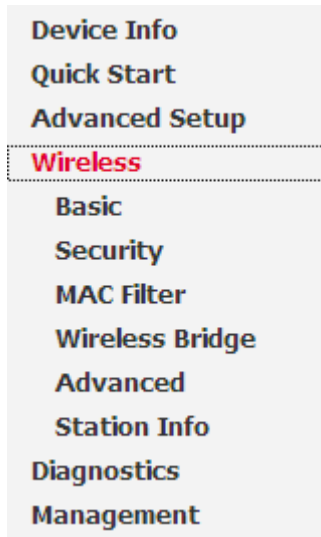 Device Info
Quick Start
Advanced Setup
Wireless
Basic
Security
MAC Filter
Wireless Bridge
Advanced
Station Info
Diagnostics
Management